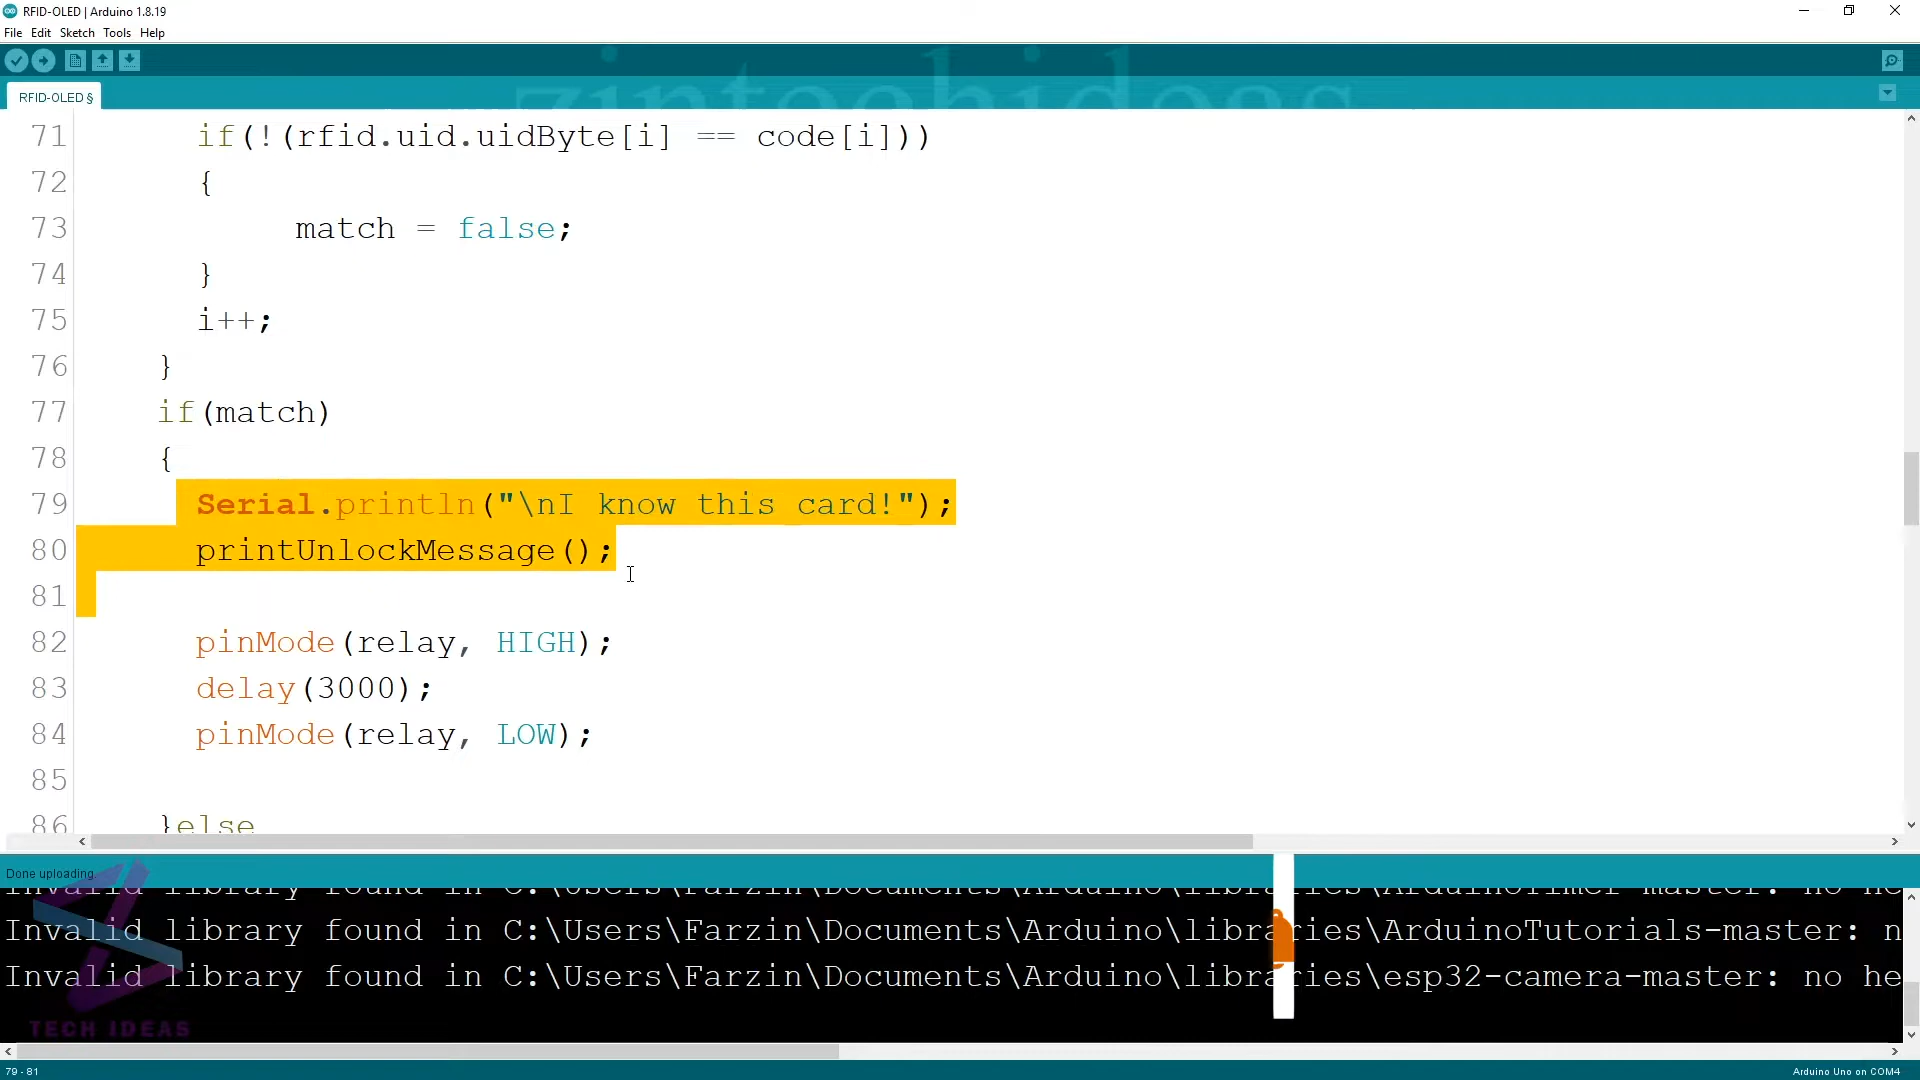 RFID-OLED | Arduino 1.8.19
File Edit Sketch Tools Help
zintechideas
RFID-OLED §
71 if(!(rfid.uid.uidByte[i] == code[i]))
72 {
73 match = false;
74 }
75 i++;
76 }
77 if(match)
78 {
79 Serial.println("\nI know this card!");
80 printUnlockMessage();
81
82 pinMode(relay, HIGH);
83 delay(3000);
84 pinMode(relay, LOW);
85
86 }else
Done uploading.
Invalid library found in C:\Users\Farzin\Documents\Arduino\libraries\ArduinoTimer-master: no he
Invalid library found in C:\Users\Farzin\Documents\Arduino\libraries\ArduinoTutorials-master: n
Invalid library found in C:\Users\Farzin\Documents\Arduino\libraries\esp32-camera-master: no he
TECH IDEAS
79 - 81
Arduino Uno on COM4